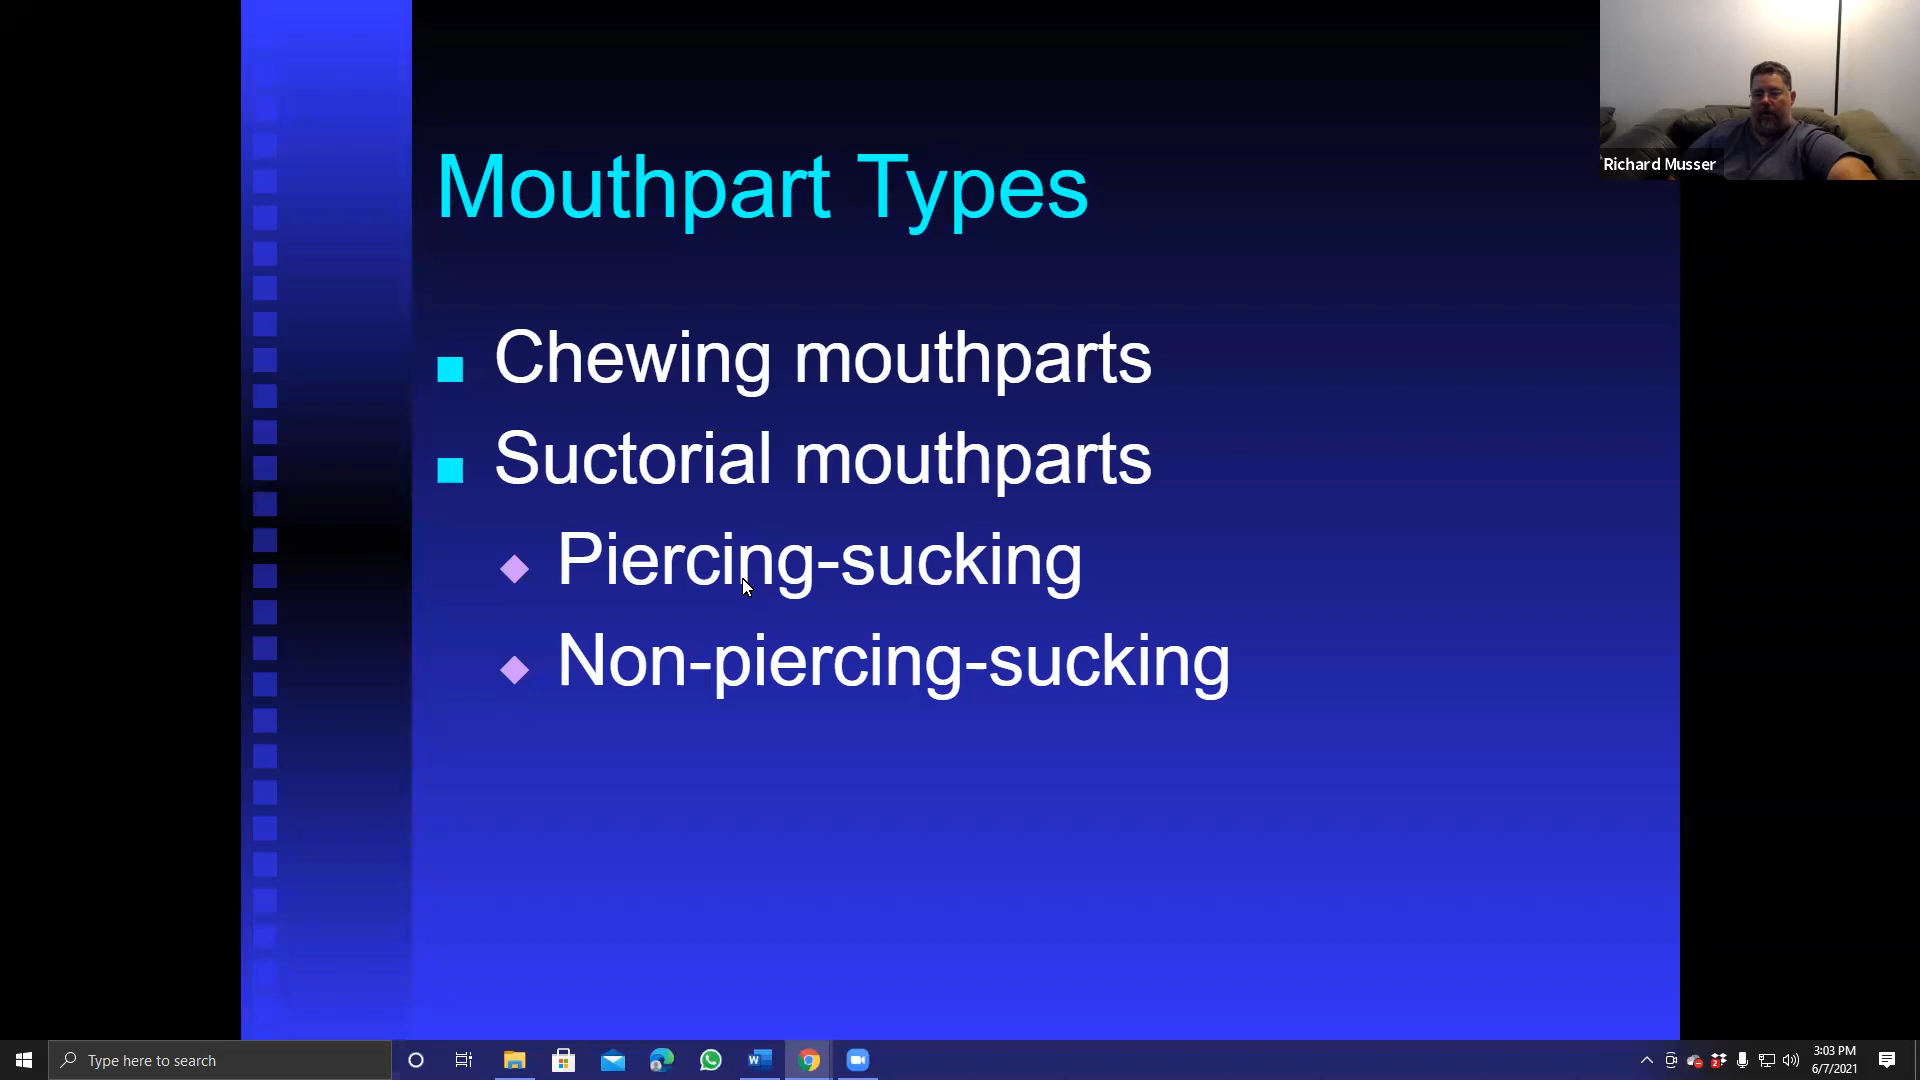 Mouthpart Types
Chewing mouthparts
Suctorial mouthparts
Piercing-sucking
Non-piercing-sucking
Richard Musser
Type here to search
W
2
3:03 PM
6/7/2021